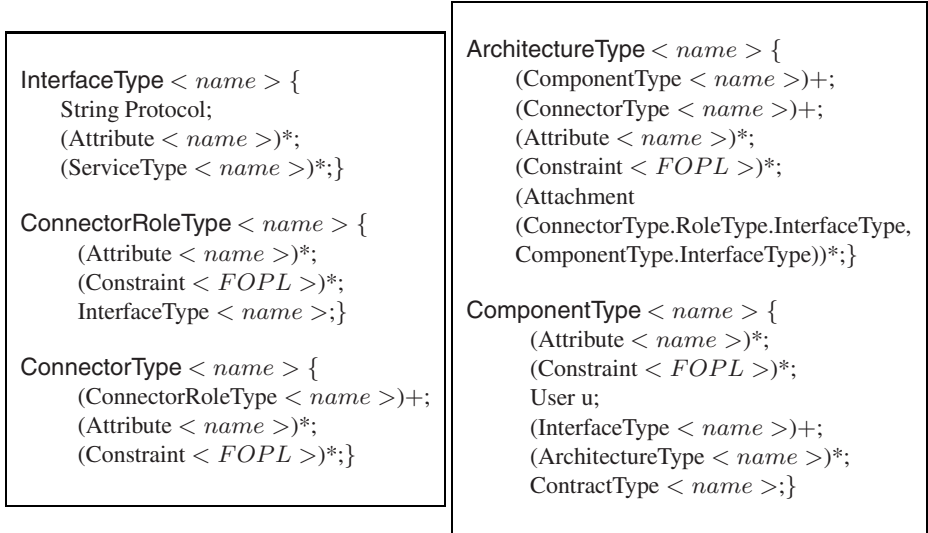 InterfaceType < name > {
String Protocol;
(Attribute < name >)*;
(ServiceType < name >)*;}
ConnectorRoleType < name > {
(Attribute < name >)*;
(Constraint < FOPL >)*;
InterfaceType < name >;}
ConnectorType < name > {
(ConnectorRoleType < name >)+;
(Attribute < name >)*;
(Constraint < FOPL >)*;}
ArchitectureType < name > {
(ComponentType < name >)+;
(ConnectorType < name >)+;
(Attribute < name >)*;
(Constraint < FOPL >)*;
(Attachment
(ConnectorType.RoleType.InterfaceType,
ComponentType.InterfaceType))*;}
ComponentType < name > {
(Attribute < name >)*;
(Constraint < FOPL >)*;
User u;
(InterfaceType < name >)+;
(ArchitectureType < name >)*;
ContractType < name >;}